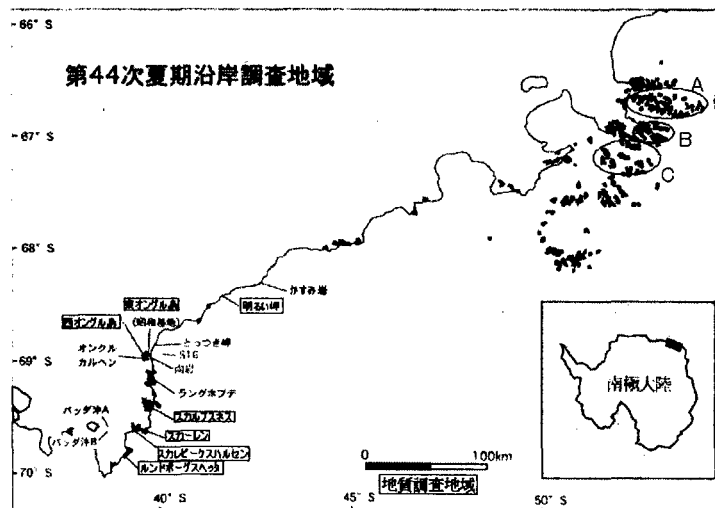 66° S
第44次夏期沿岸調査地域
A
67° S
B
C
68° S
かすみ岩
明るい岬
東オングル島
西オングル島
(昭和基地)
とっつき岬
オングル
カルベン
S16
向岩
69° S
ラングホブデ
スカルブスネス
パッダ沖A
スカーレン
パッダ沖B
スカレビークスハルセン
ルンドボーグスヘッタ
70° S
南極大陸
0
100km
地質調査地域
40° S
45° S
50° S